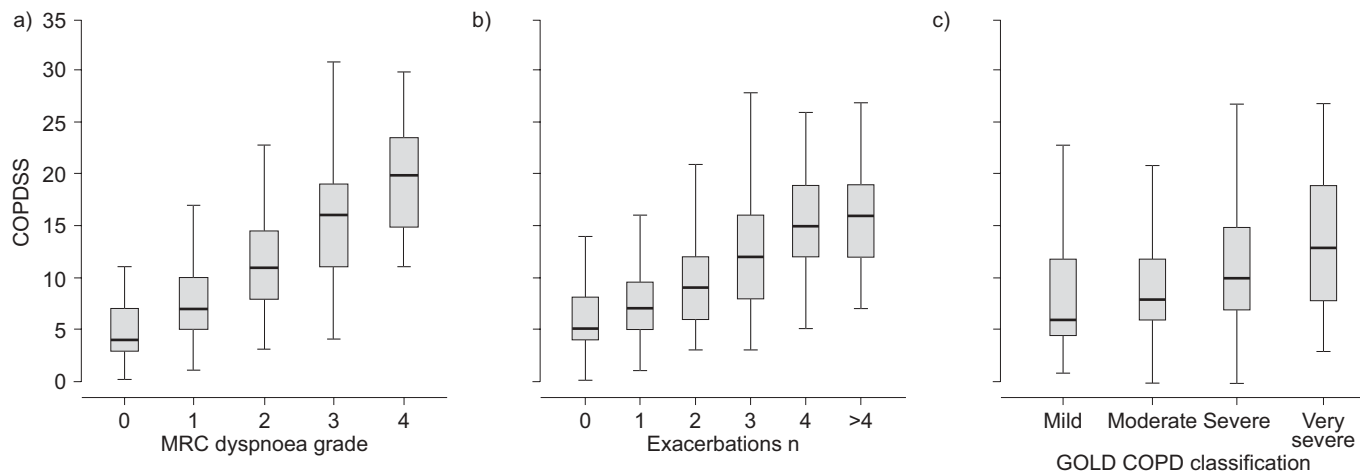 a)
35
30
25
20
15
10
5
0
COPDSS
0 1 2 3 4
MRC dyspnoea grade
b)
0 1 2 3 4 >4
Exacerbations n
c)
Mild Moderate Severe Very
severe
GOLD COPD classification